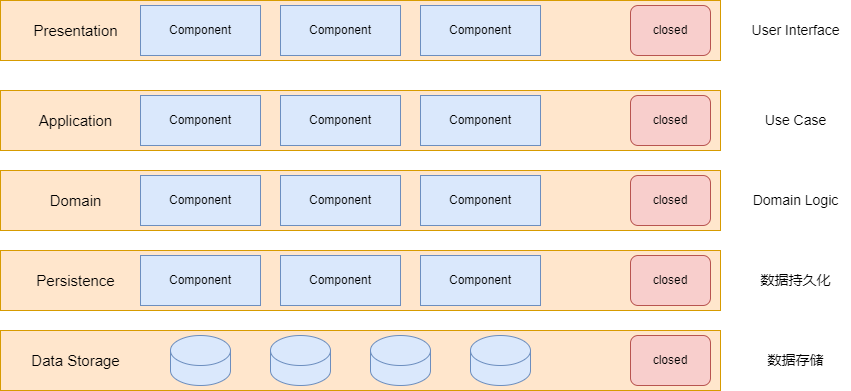 Presentation Component Component Component closed User Interface
Application Component Component Component closed Use Case
Domain Component Component Component closed Domain Logic
Persistence Component Component Component closed 数据持久化
Data Storage closed 数据存储